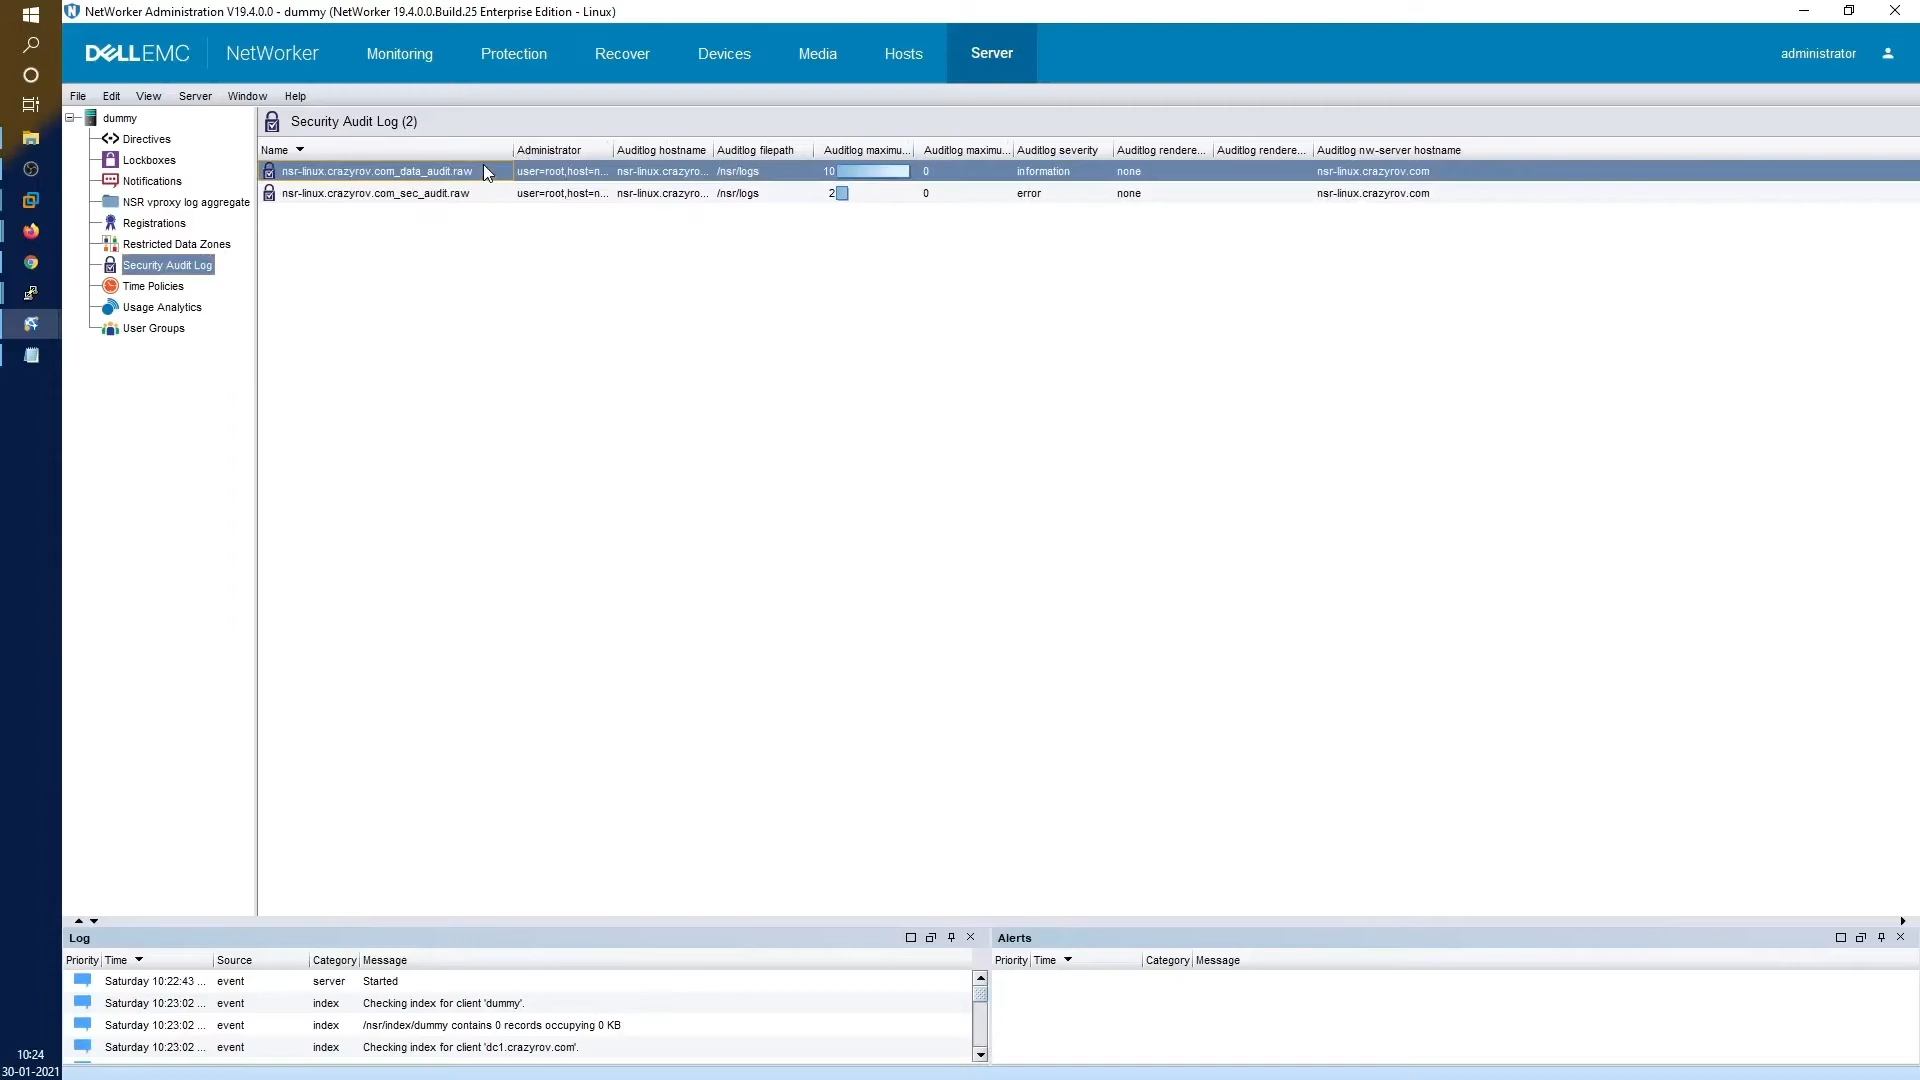 NetWorker Administration V19.4.0.0 - dummy (NetWorker 19.4.0.0.Build.25 Enterprise Edition - Linux)
DELLEMC NetWorker Monitoring Protection Recover Devices Media Hosts Server administrator
File Edit View Server Window Help
dummy
Directives
Lockboxes
Notifications
NSR vproxy log aggregate
Registrations
Restricted Data Zones
Security Audit Log
Time Policies
Usage Analytics
User Groups
Security Audit Log (2)
Name Administrator Auditlog hostname Auditlog filepath Auditlog maximu... Auditlog maximu... Auditlog severity Auditlog rendere... Auditlog rendere... Auditlog nw-server hostname
nsr-linux.crazyrov.com_data_audit.raw user=root,host=n... nsr-linux.crazyro... /nsr/logs 10 0 information none nsr-linux.crazyrov.com
nsr-linux.crazyrov.com_sec_audit.raw user=root,host=n... nsr-linux.crazyro... /nsr/logs 2 0 error none nsr-linux.crazyrov.com
Log
Priority Time Source Category Message
Saturday 10:22:43 ... event server Started
Saturday 10:23:02 ... event index Checking index for client 'dummy'.
Saturday 10:23:02 ... event index /nsr/index/dummy contains 0 records occupying 0 KB
Saturday 10:23:02 ... event index Checking index for client 'dc1.crazyrov.com'.
Alerts
Priority Time Category Message
10:24
30-01-2021